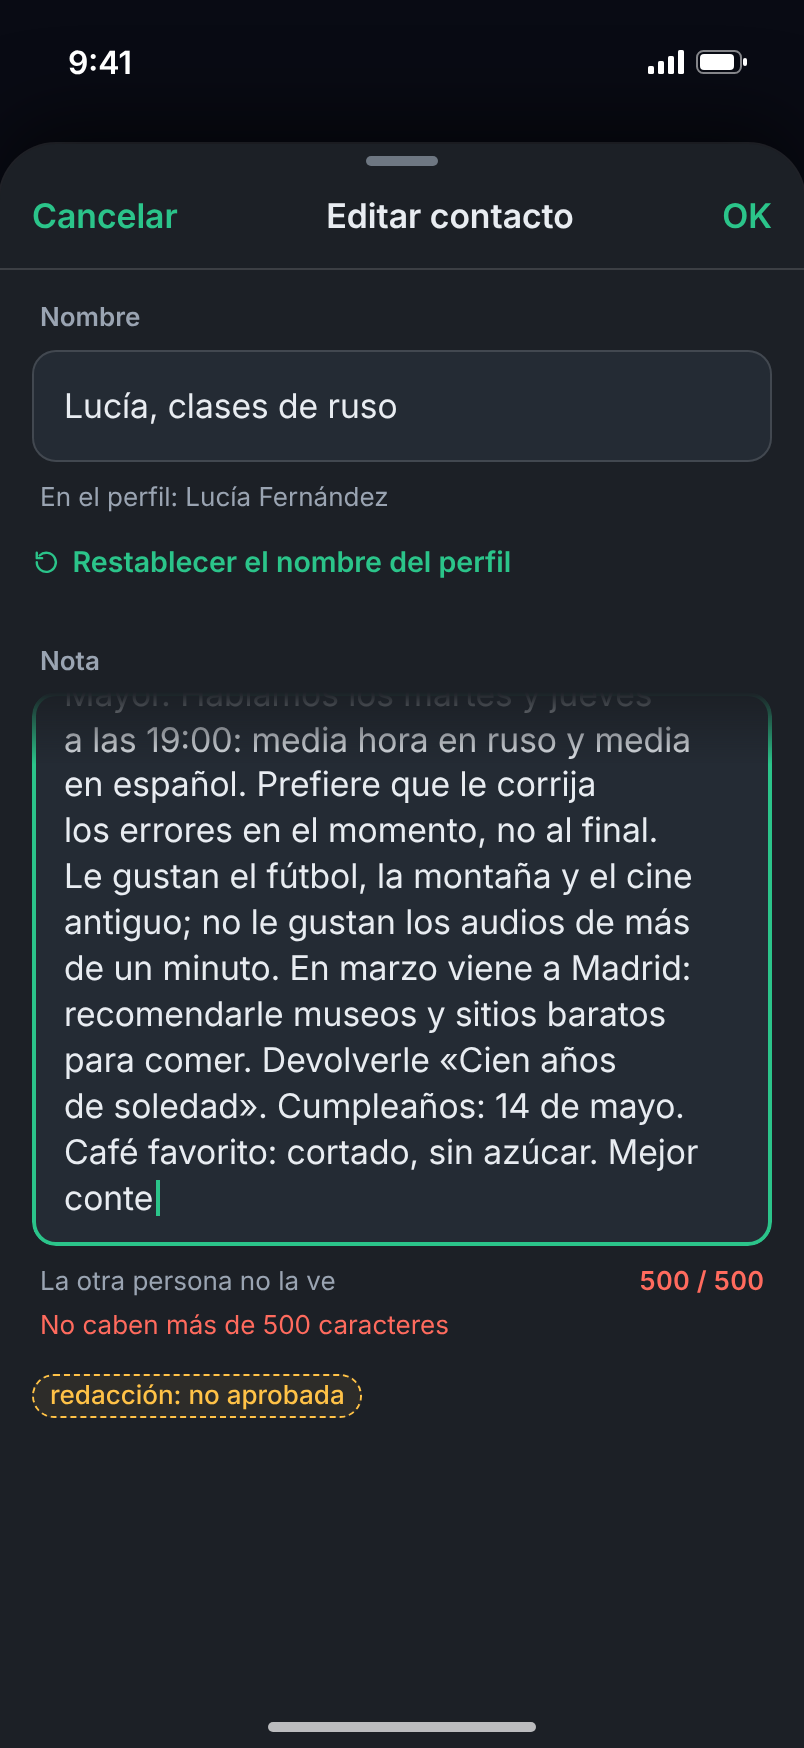 9:41
Cancelar
Editar contacto
OK
Nombre
Lucía, clases de ruso
En el perfil: Lucía Fernández
Restablecer el nombre del perfil
Nota
Mayor. Hablamos los martes y jueves
a las 19:00: media hora en ruso y media
en español. Prefiere que le corrija
los errores en el momento, no al final.
Le gustan el fútbol, la montaña y el cine
antiguo; no le gustan los audios de más
de un minuto. En marzo viene a Madrid:
recomendarle museos y sitios baratos
para comer. Devolverle «Cien años
de soledad». Cumpleaños: 14 de mayo.
Café favorito: cortado, sin azúcar. Mejor
conte
La otra persona no la ve
500 / 500
No caben más de 500 caracteres
redacción: no aprobada